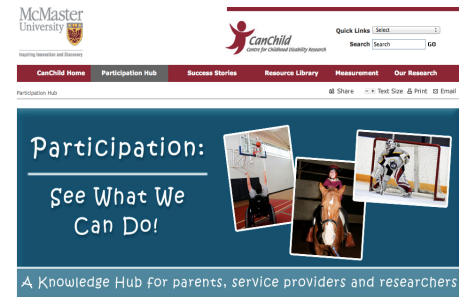 McMaster
University
Inspiring Innovation and Discovery
CanChild
Centre for Childhood Disability Research
Quick Links Select
Search Search GO
CanChild Home Participation Hub Success Stories Resource Library Measurement Our Research
Participation Hub
Share Text Size Print Email
Participation:
See What We
Can Do!
A Knowledge Hub for parents, service providers and researchers